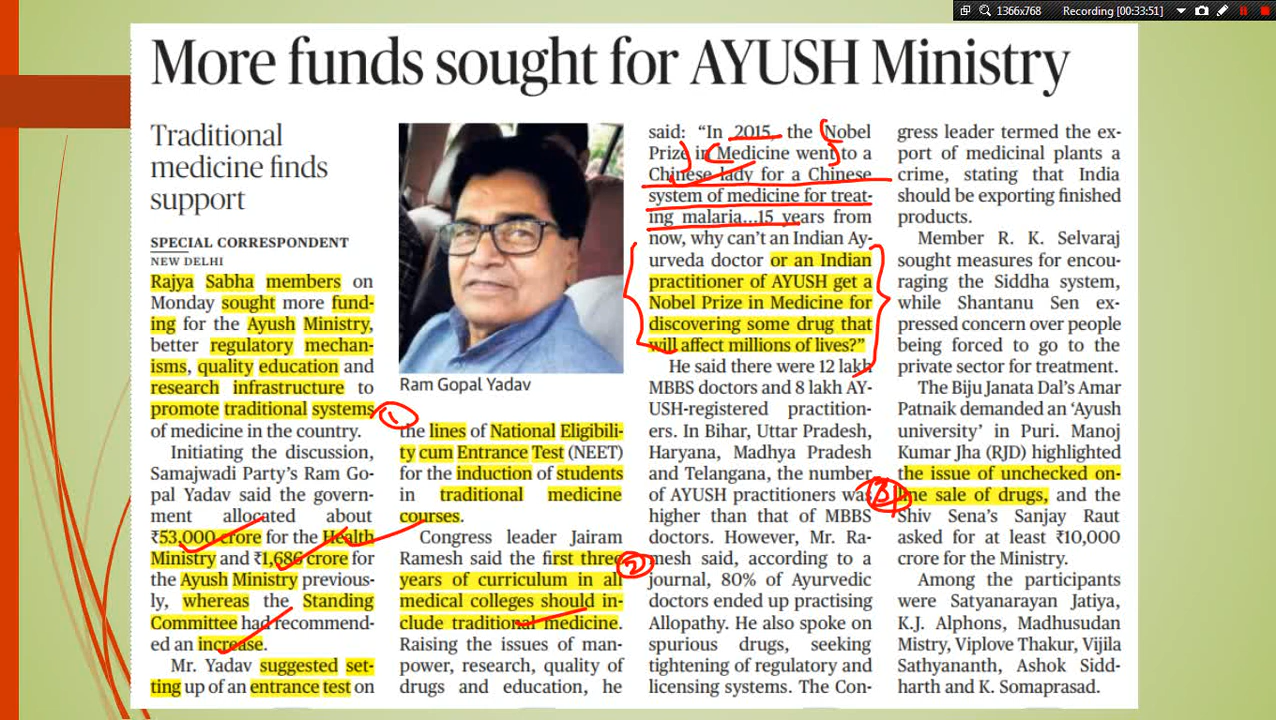 1366x768
Recording [00:33:51]
More funds sought for AYUSH Ministry
Traditional
medicine finds
support
SPECIAL CORRESPONDENT
NEW DELHI
Rajya Sabha members on
Monday sought more fund-
ing for the Ayush Ministry,
better regulatory mechan-
isms, quality education and
research infrastructure to
promote traditional systems
of medicine in the country.
Initiating the discussion,
Samajwadi Party's Ram Go-
pal Yadav said the govern-
ment allocated about
₹53,000 crore for the Health
Ministry and ₹1,686 crore for
the Ayush Ministry previous-
ly, whereas the Standing
Committee had recommend-
ed an increase.
Mr. Yadav suggested set-
ting up of an entrance test on
Ram Gopal Yadav
1
the lines of National Eligibili-
ty cum Entrance Test (NEET)
for the induction of students
in traditional medicine
courses.
Congress leader Jairam
Ramesh said the first three
years of curriculum in all
medical colleges should in-
clude traditional medicine.
Raising the issues of man-
power, research, quality of
drugs and education, he
said: “In 2015, the Nobel
Prize in Medicine went to a
Chinese lady for a Chinese
system of medicine for treat-
ing malaria...15 years from
now, why can't an Indian Ay-
urveda doctor or an Indian
practitioner of AYUSH get a
Nobel Prize in Medicine for
discovering some drug that
will affect millions of lives?”
He said there were 12 lakh
MBBS doctors and 8 lakh AY-
USH-registered practition-
ers. In Bihar, Uttar Pradesh,
Haryana, Madhya Pradesh
and Telangana, the number
of AYUSH practitioners was
higher than that of MBBS
doctors. However, Mr. Ra-
2
mesh said, according to a
journal, 80% of Ayurvedic
doctors ended up practising
Allopathy. He also spoke on
spurious drugs, seeking
tightening of regulatory and
licensing systems. The Con-
gress leader termed the ex-
port of medicinal plants a
crime, stating that India
should be exporting finished
products.
Member R. K. Selvaraj
sought measures for encou-
raging the Siddha system,
while Shantanu Sen ex-
pressed concern over people
being forced to go to the
private sector for treatment.
The Biju Janata Dal's Amar
Patnaik demanded an ‘Ayush
university’ in Puri. Manoj
Kumar Jha (RJD) highlighted
the issue of unchecked on-
3
line sale of drugs, and the
Shiv Sena's Sanjay Raut
asked for at least ₹10,000
crore for the Ministry.
Among the participants
were Satyanarayan Jatiya,
K.J. Alphons, Madhusudan
Mistry, Viplove Thakur, Vijila
Sathyananth, Ashok Sidd-
harth and K. Somaprasad.